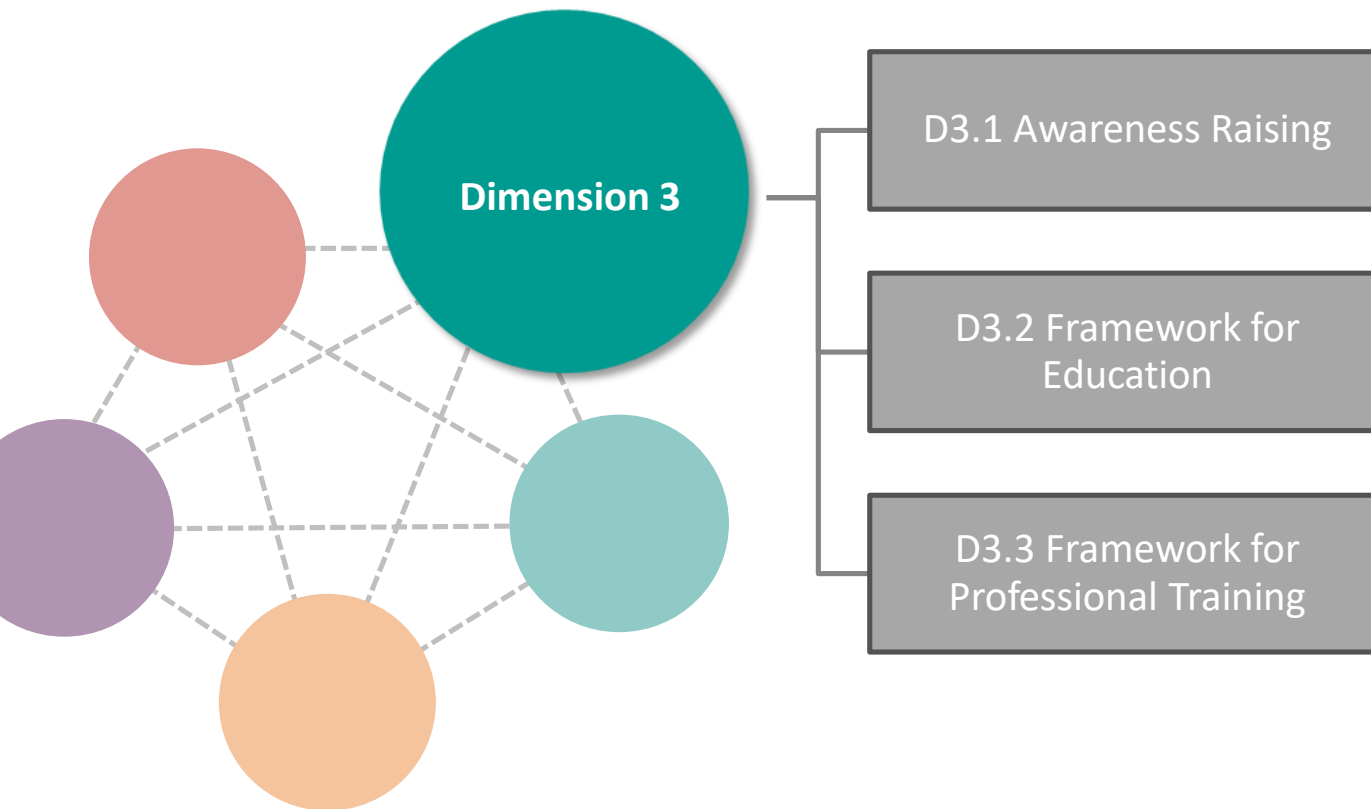 Dimension 3
D3.1 Awareness Raising
D3.2 Framework for
Education
D3.3 Framework for
Professional Training